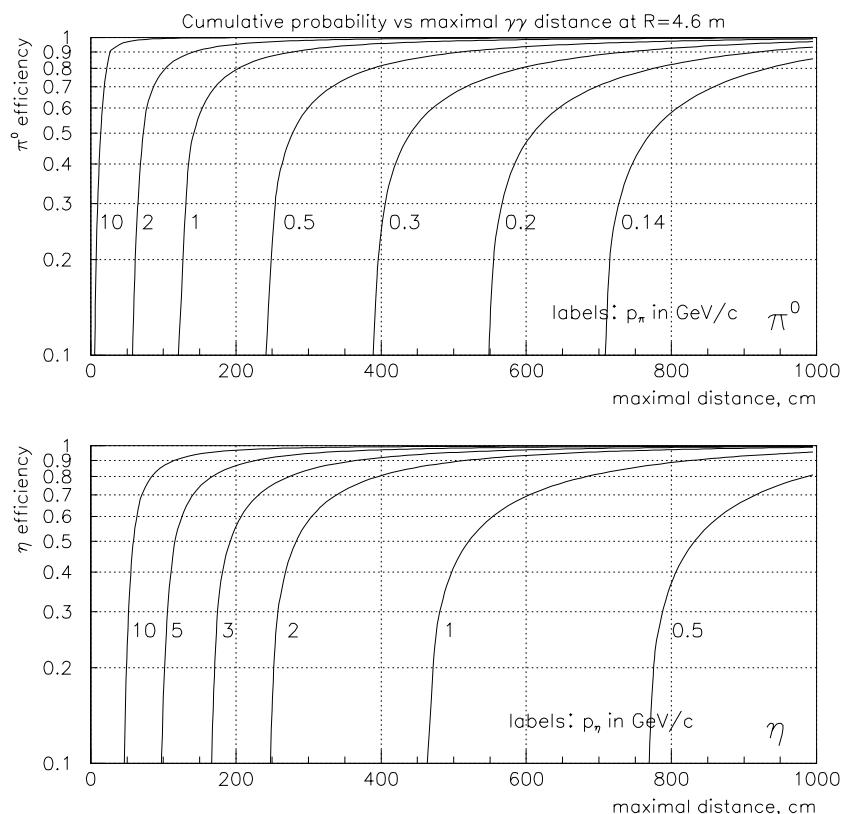 Cumulative probability vs maximal γγ distance at R=4.6 m
π⁰ efficiency
1
0.9
0.8
0.7
0.6
0.5
0.4
0.3
0.2
0.1
10 2 1 0.5 0.3 0.2 0.14
labels: pπ in GeV/c π⁰
0 200 400 600 800 1000
maximal distance, cm
η efficiency
1
0.9
0.8
0.7
0.6
0.5
0.4
0.3
0.2
0.1
10 5 3 2 1 0.5
labels: pη in GeV/c η
0 200 400 600 800 1000
maximal distance, cm